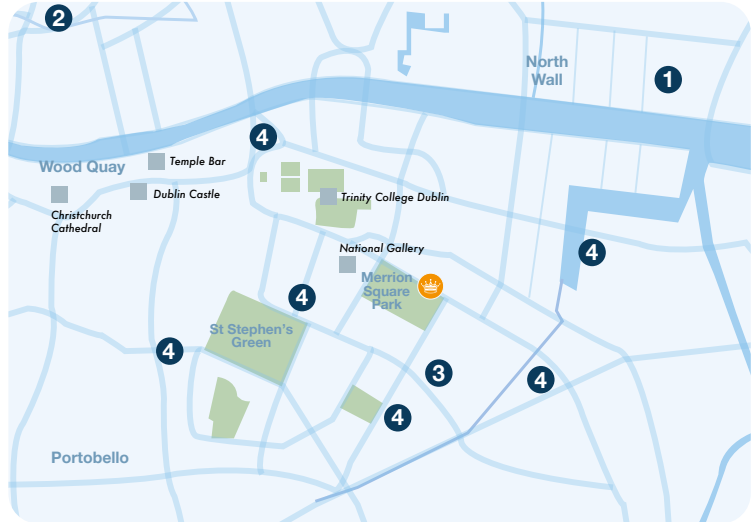 2
North
Wall
1
4
Wood Quay
Temple Bar
Dublin Castle
Christchurch
Cathedral
Trinity College Dublin
National Gallery
4
Merrion
Square
Park
4
St Stephen's
Green
4
3
4
4
Portobello